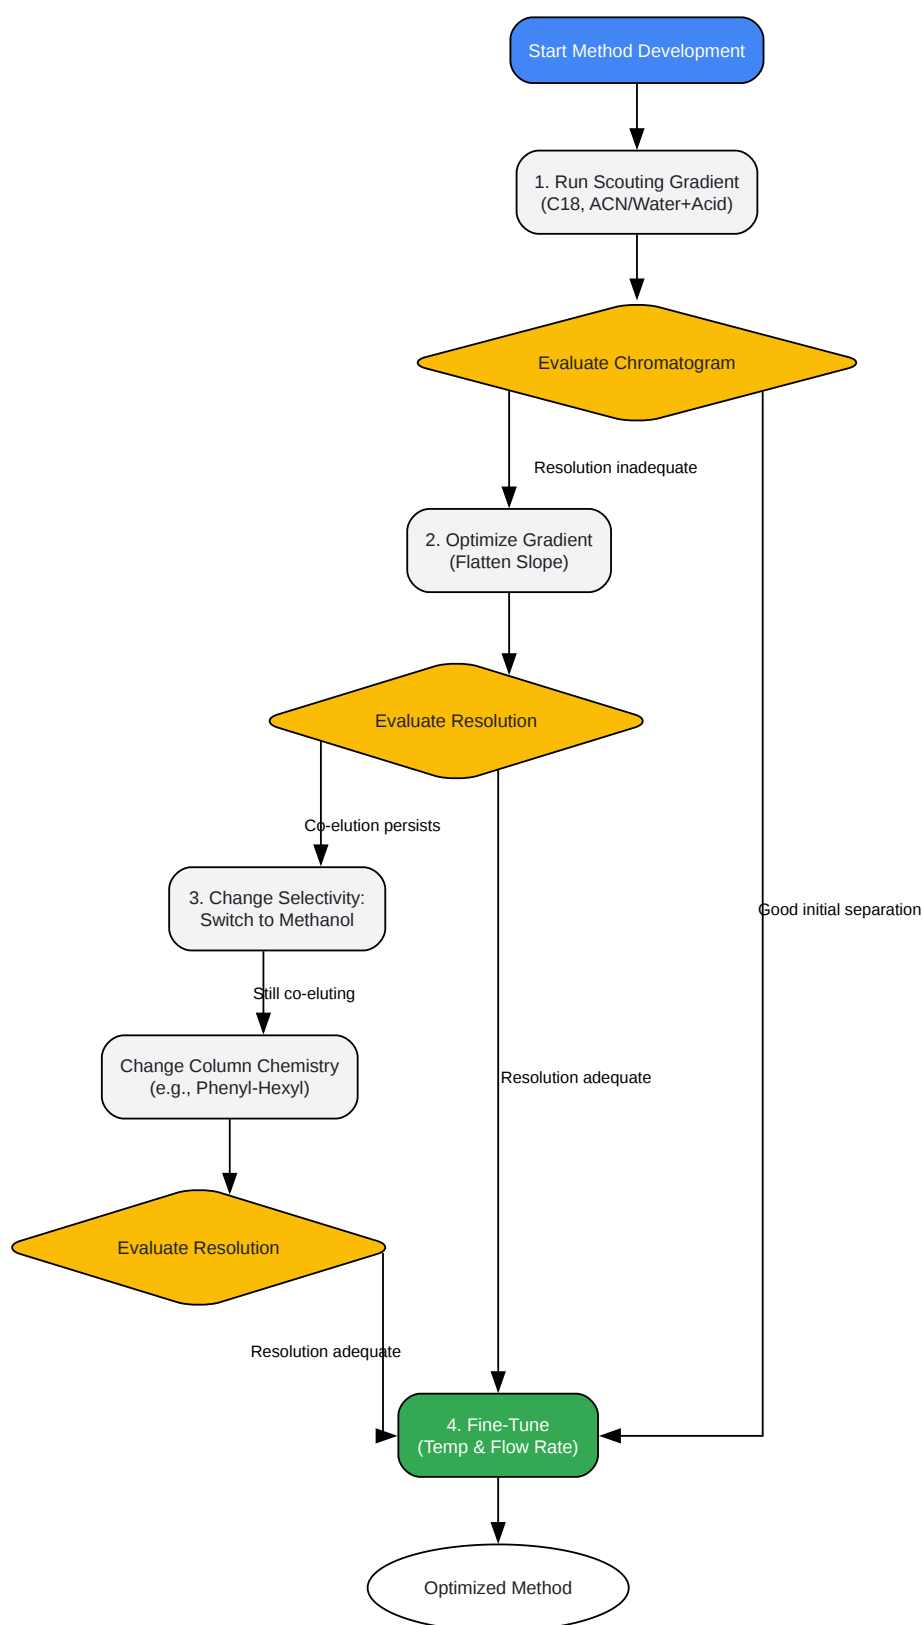 Start Method Development
1. Run Scouting Gradient
(C18, ACN/Water+Acid)
Evaluate Chromatogram
Resolution inadequate
2. Optimize Gradient
(Flatten Slope)
Evaluate Resolution
Co-elution persists
3. Change Selectivity:
Switch to Methanol
Good initial separation
Still co-eluting
Change Column Chemistry
(e.g., Phenyl-Hexyl)
Resolution adequate
Evaluate Resolution
Resolution adequate
4. Fine-Tune
(Temp & Flow Rate)
Optimized Method